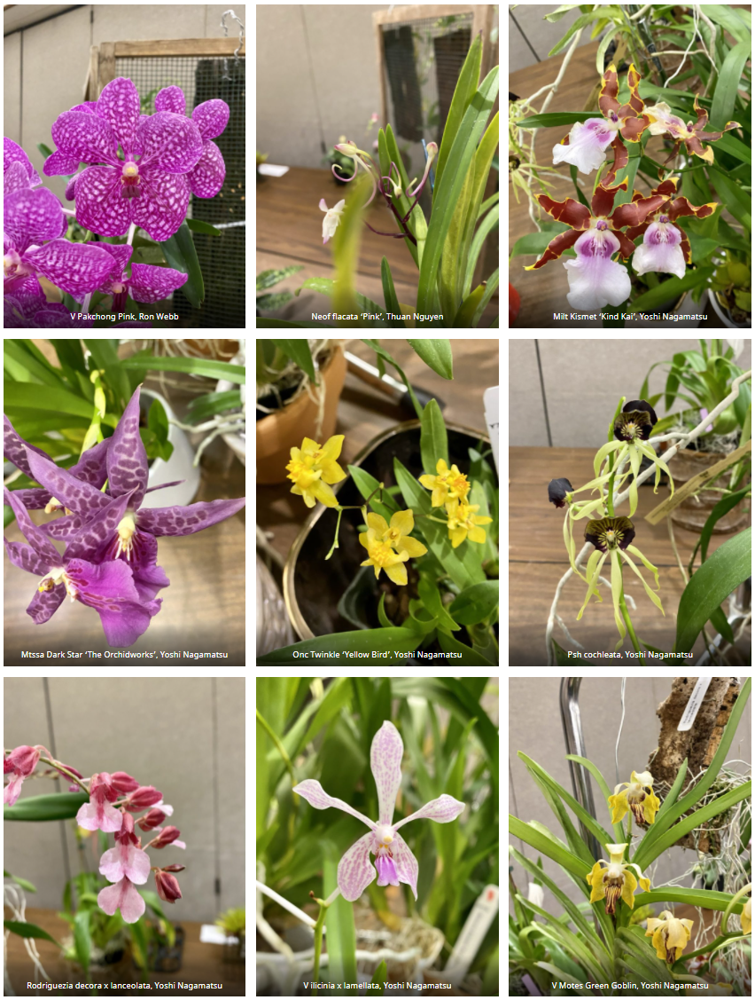 V Pakchong Pink, Ron Webb
Neof flacata ‘Pink’, Thuan Nguyen
Milt Kismet ‘Kind Kai’, Yoshi Nagamatsu
Mtssa Dark Star ‘The Orchidworks’, Yoshi Nagamatsu
Onc Twinkle ‘Yellow Bird’, Yoshi Nagamatsu
Psh cochleata, Yoshi Nagamatsu
Rodriguezia decora x lanceolata, Yoshi Nagamatsu
V ilicinia x lamellata, Yoshi Nagamatsu
V Motes Green Goblin, Yoshi Nagamatsu